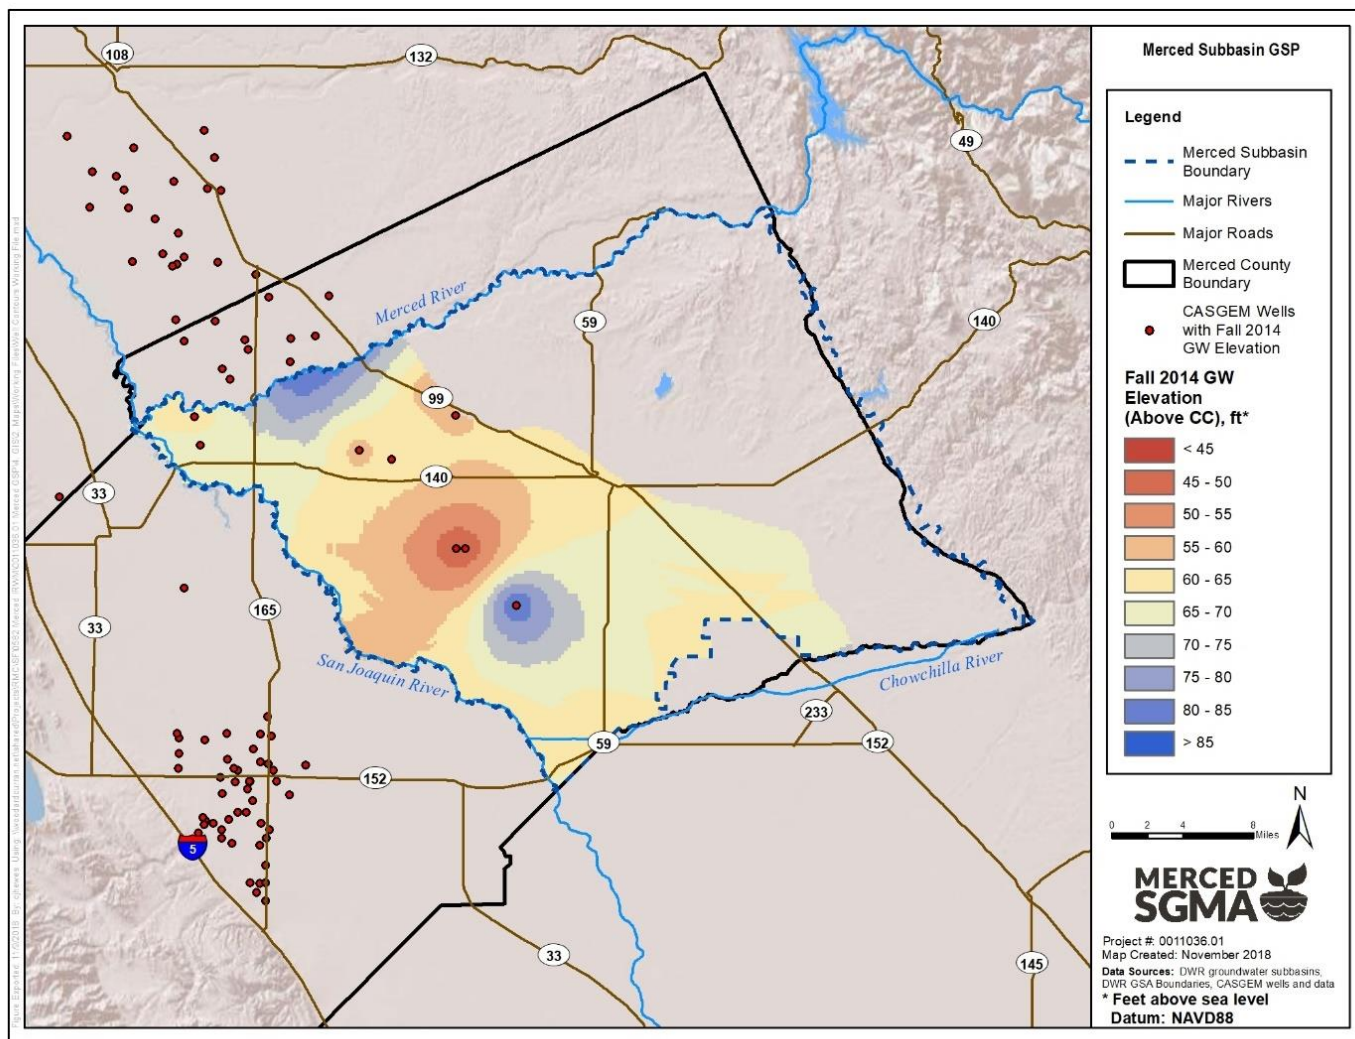 Merced Subbasin GSP
Legend
Merced Subbasin
Boundary
Major Rivers
Major Roads
Merced County
Boundary
CASGEM Wells
with Fall 2014
GW Elevation
Fall 2014 GW
Elevation
(Above CC), ft*
< 45
45 - 50
50 - 55
55 - 60
60 - 65
65 - 70
70 - 75
75 - 80
80 - 85
> 85
N
0 2 4 8
Miles
MERCED
SGMA
Project #: 0011036.01
Map Created: November 2018
Data Sources: DWR groundwater subbasins,
DWR GSA Boundaries, CASGEM wells and data
* Feet above sea level
Datum: NAVD88
108
132
49
Merced River
59
140
99
140
33
165
33
San Joaquin River
Chowchilla River
233
59
152
152
5
33
145